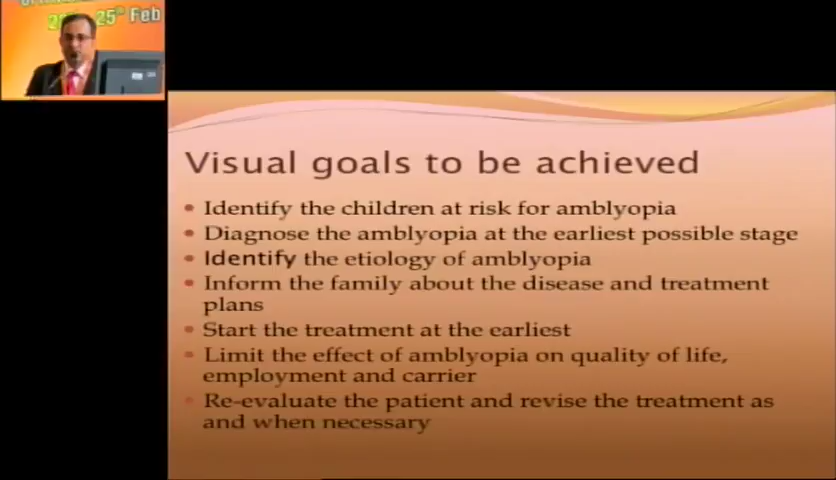 25th Feb
Visual goals to be achieved
• Identify the children at risk for amblyopia
• Diagnose the amblyopia at the earliest possible stage
• Identify the etiology of amblyopia
• Inform the family about the disease and treatment
plans
• Start the treatment at the earliest
• Limit the effect of amblyopia on quality of life,
employment and carrier
• Re-evaluate the patient and revise the treatment as
and when necessary